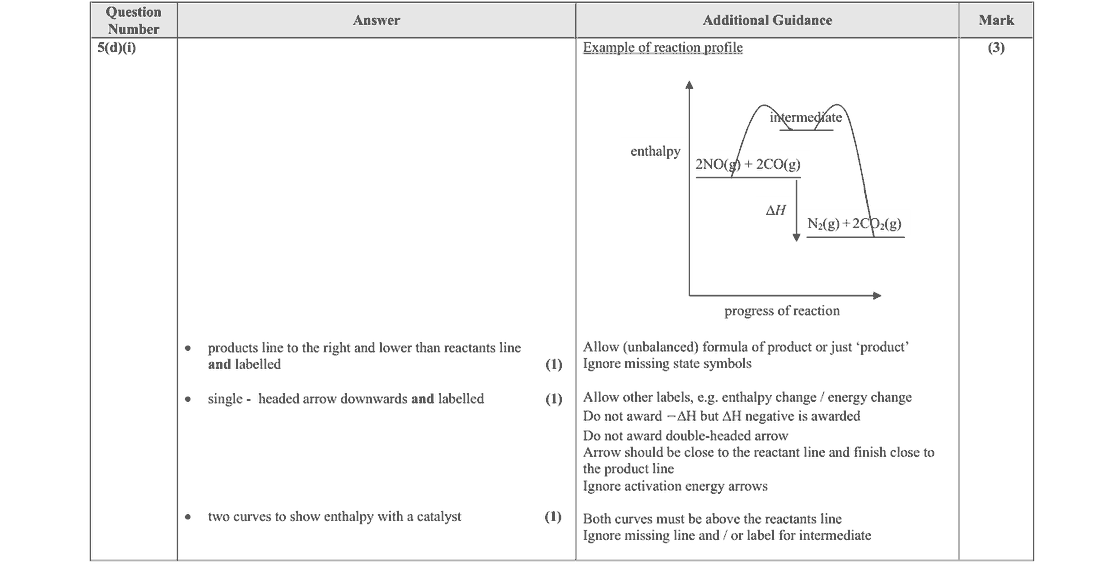 Question
Number
Answer
Additional Guidance
Mark
5(d)(i)
Example of reaction profile
(3)
intermediate
enthalpy
2NO(g) + 2CO(g)
ΔH
N₂(g) + 2CO₂(g)
progress of reaction
• products line to the right and lower than reactants line
and labelled (1)
Allow (unbalanced) formula of product or just ‘product’
Ignore missing state symbols
• single - headed arrow downwards and labelled (1)
Allow other labels, e.g. enthalpy change / energy change
Do not award −ΔH but ΔH negative is awarded
Do not award double-headed arrow
Arrow should be close to the reactant line and finish close to
the product line
Ignore activation energy arrows
• two curves to show enthalpy with a catalyst (1)
Both curves must be above the reactants line
Ignore missing line and / or label for intermediate